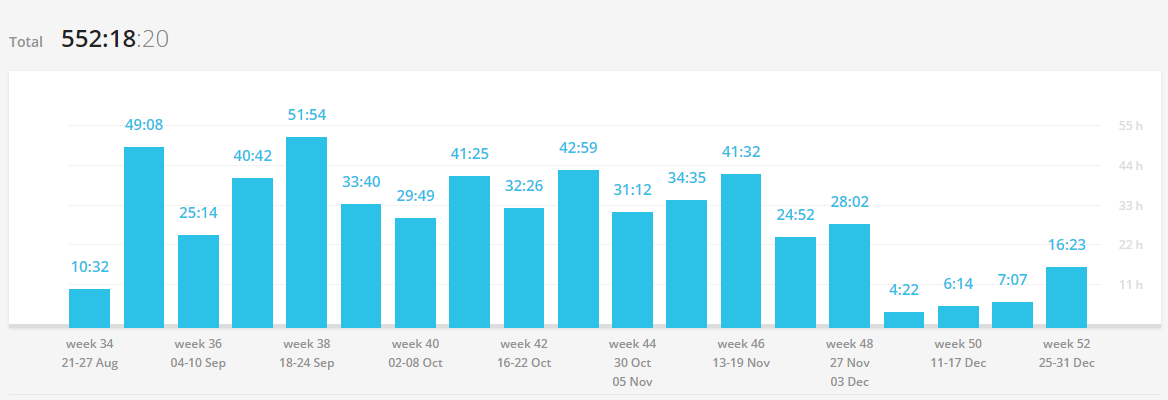 Total 552:18:20
55 h
44 h
33 h
22 h
11 h
10:32
49:08
25:14
40:42
51:54
33:40
29:49
41:25
32:26
42:59
31:12
34:35
41:32
24:52
28:02
4:22
6:14
7:07
16:23
week 34
21-27 Aug
week 36
04-10 Sep
week 38
18-24 Sep
week 40
02-08 Oct
week 42
16-22 Oct
week 44
30 Oct
05 Nov
week 46
13-19 Nov
week 48
27 Nov
03 Dec
week 50
11-17 Dec
week 52
25-31 Dec